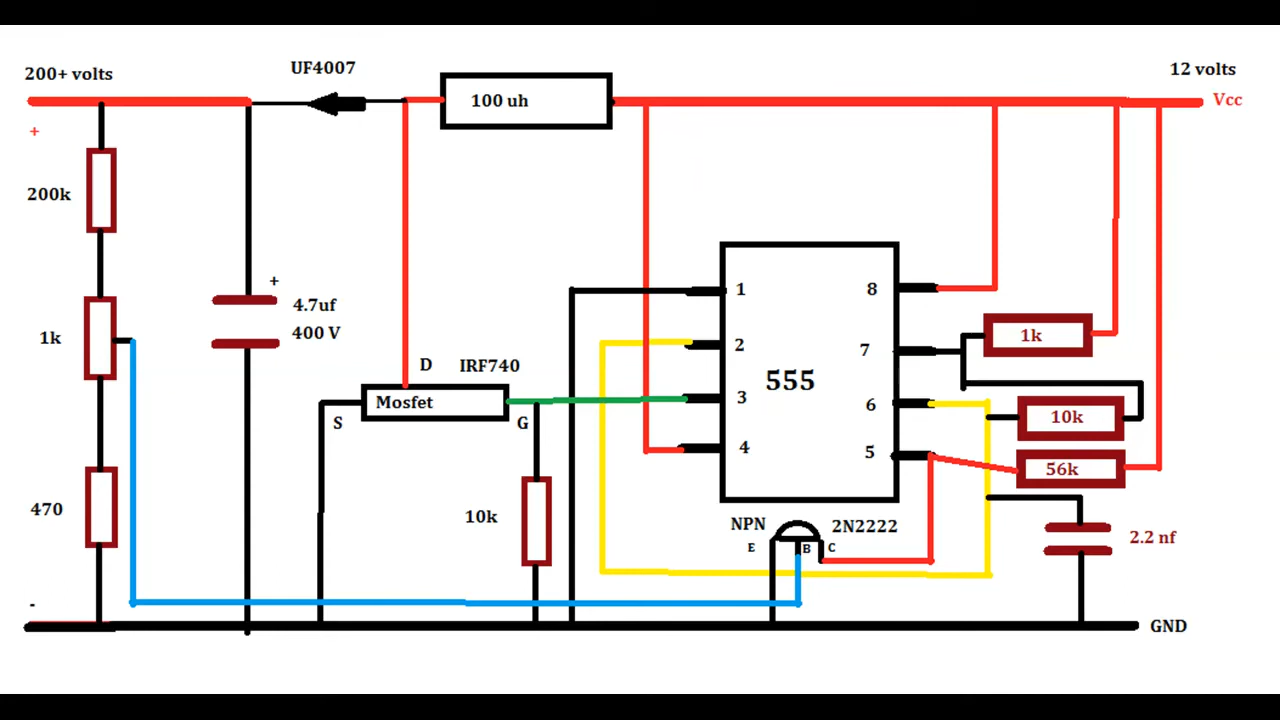 200+ volts
UF4007
100 uh
12 volts
Vcc
+
200k
+
4.7uf
400 V
1k
D
IRF740
Mosfet
S
G
1
2
3
4
555
8
7
6
5
1k
10k
56k
470
10k
NPN
2N2222
E
B
C
2.2 nf
-
GND